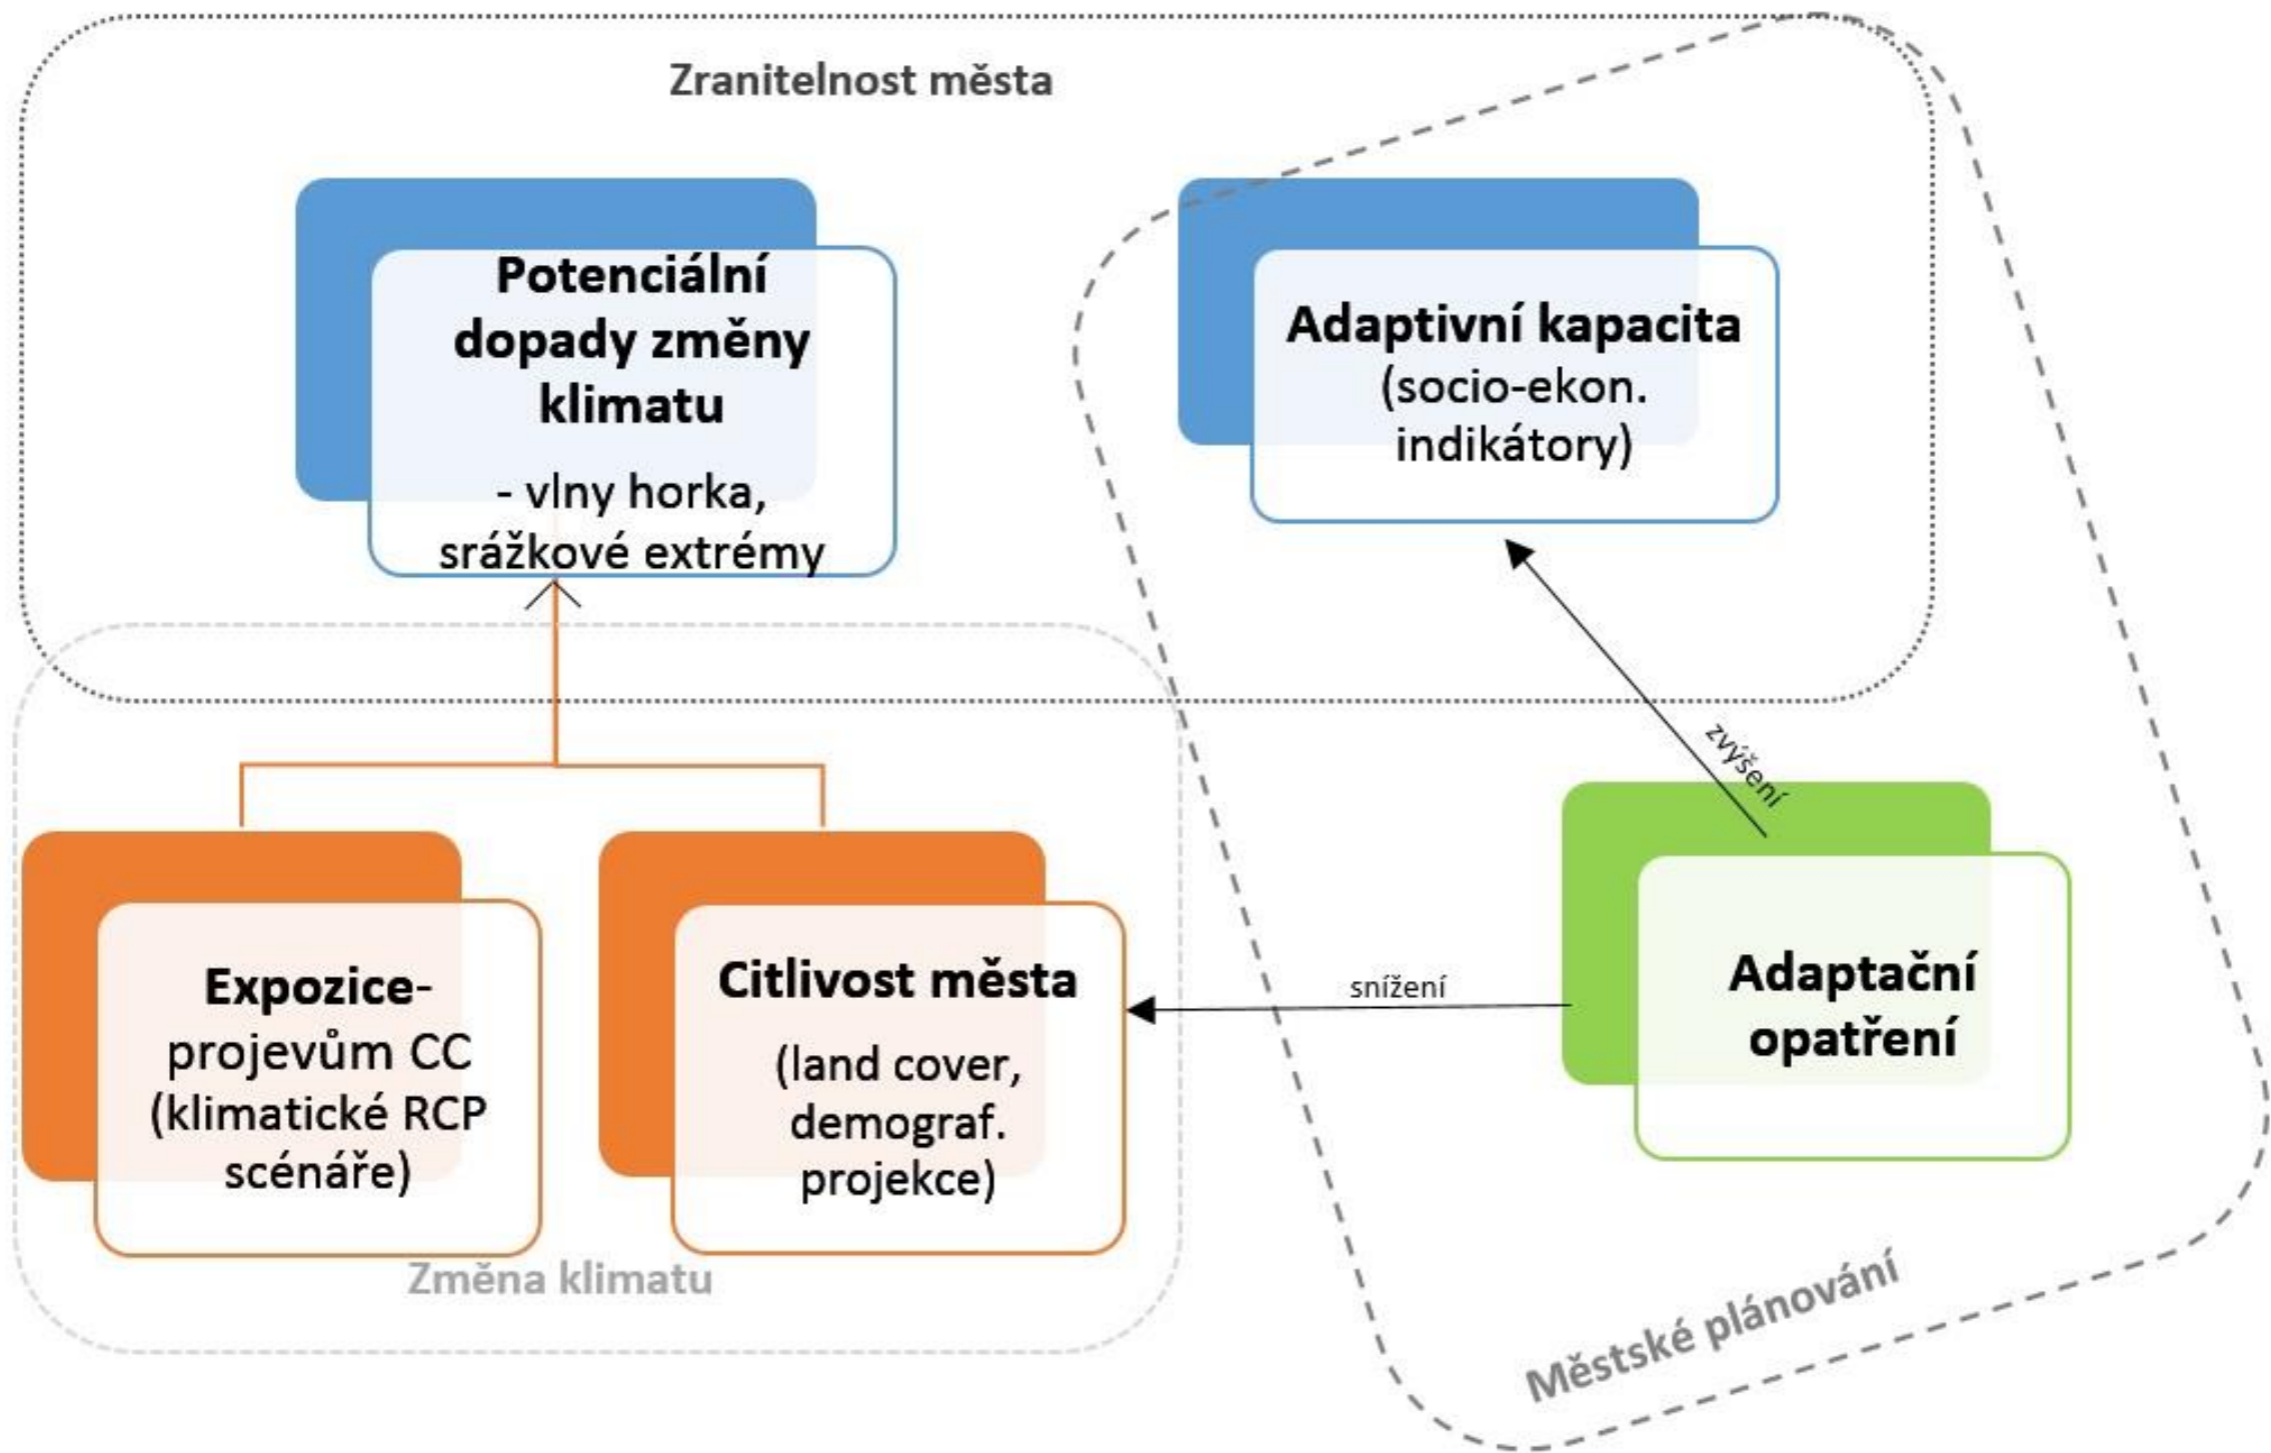 Zranitelnost města
Potenciální
dopady změny
klimatu
- vlny horka,
srážkové extrémy
Adaptivní kapacita
(socio-ekon.
indikátory)
zvýšení
Expozice-
projevům CC
(klimatické RCP
scénáře)
Citlivost města
(land cover,
demograf.
projekce)
snížení
Adaptační
opatření
Změna klimatu
Městské plánování